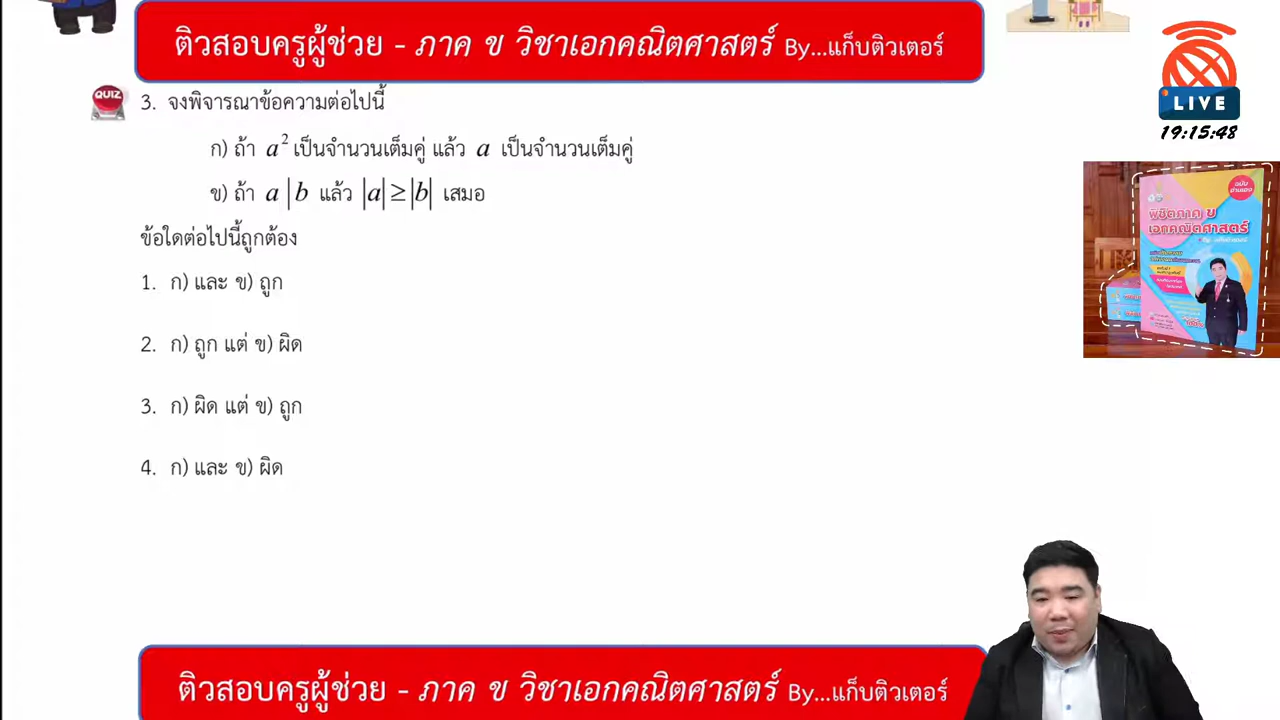 ติวสอบครูผู้ช่วย - ภาค ข วิชาเอกคณิตศาสตร์ By...แก็บติวเตอร์
LIVE
19:15:48
QUIZ
3. จงพิจารณาข้อความต่อไปนี้
ก) ถ้า a² เป็นจำนวนเต็มคู่ แล้ว a เป็นจำนวนเต็มคู่
ข) ถ้า a | b แล้ว |a| ≥ |b| เสมอ
ข้อใดต่อไปนี้ถูกต้อง
1. ก) และ ข) ถูก
2. ก) ถูก แต่ ข) ผิด
3. ก) ผิด แต่ ข) ถูก
4. ก) และ ข) ผิด
พิชิตภาค ข
เอกคณิตศาสตร์
ติวสอบครูผู้ช่วย - ภาค ข วิชาเอกคณิตศาสตร์ By...แก็บติวเตอร์